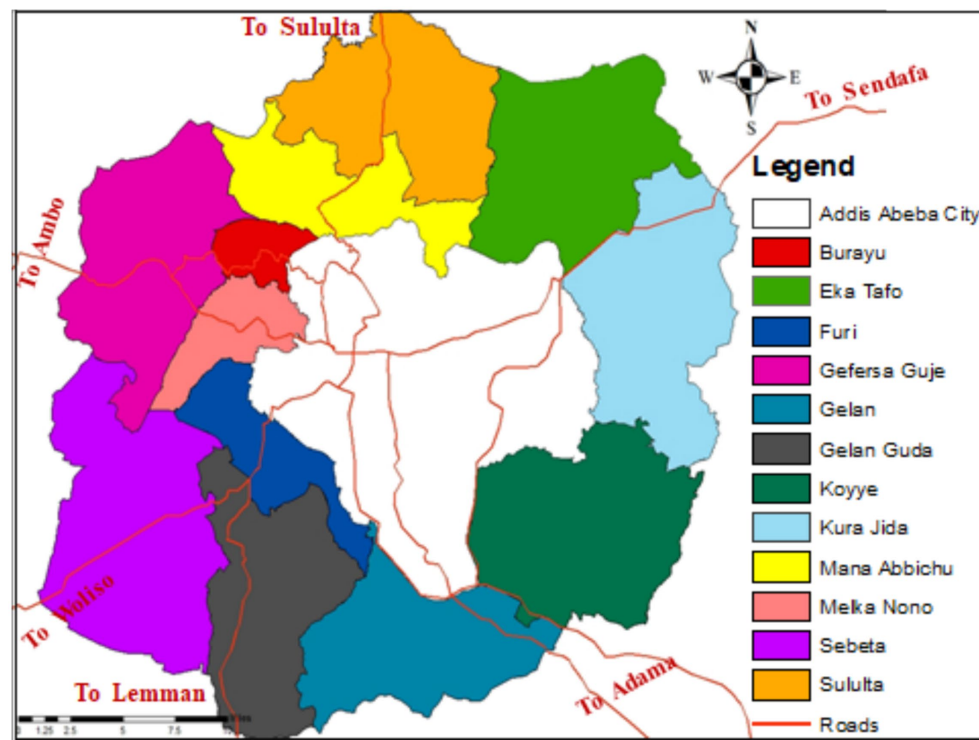 To Sululta
N
W E
S
To Sendafa
Legend
Addis Abeba City
Burayu
Eka Tafo
Furi
Gefersa Guje
Gelan
Gelan Guda
Koyye
Kura Jida
Mana Abbichu
Melka Nono
Sebeta
Sululta
Roads
To Ambo
To Woliso
To Lemman
To Adama
0 1.25 2.5 5 7.5